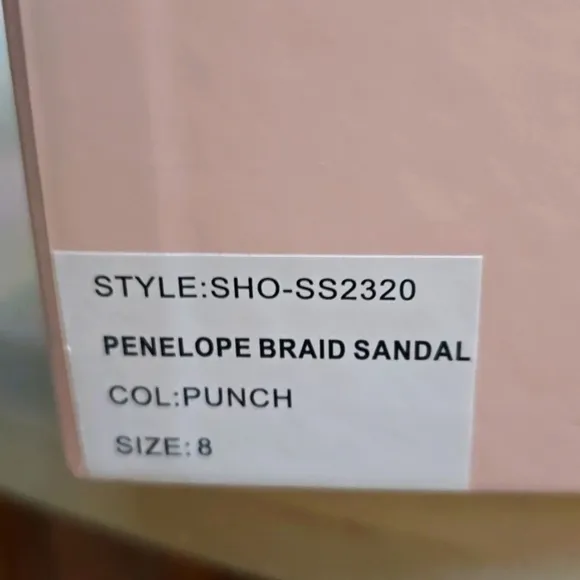 STYLE:SHO-SS2320
PENELOPE BRAID SANDAL
COL:PUNCH
SIZE:8